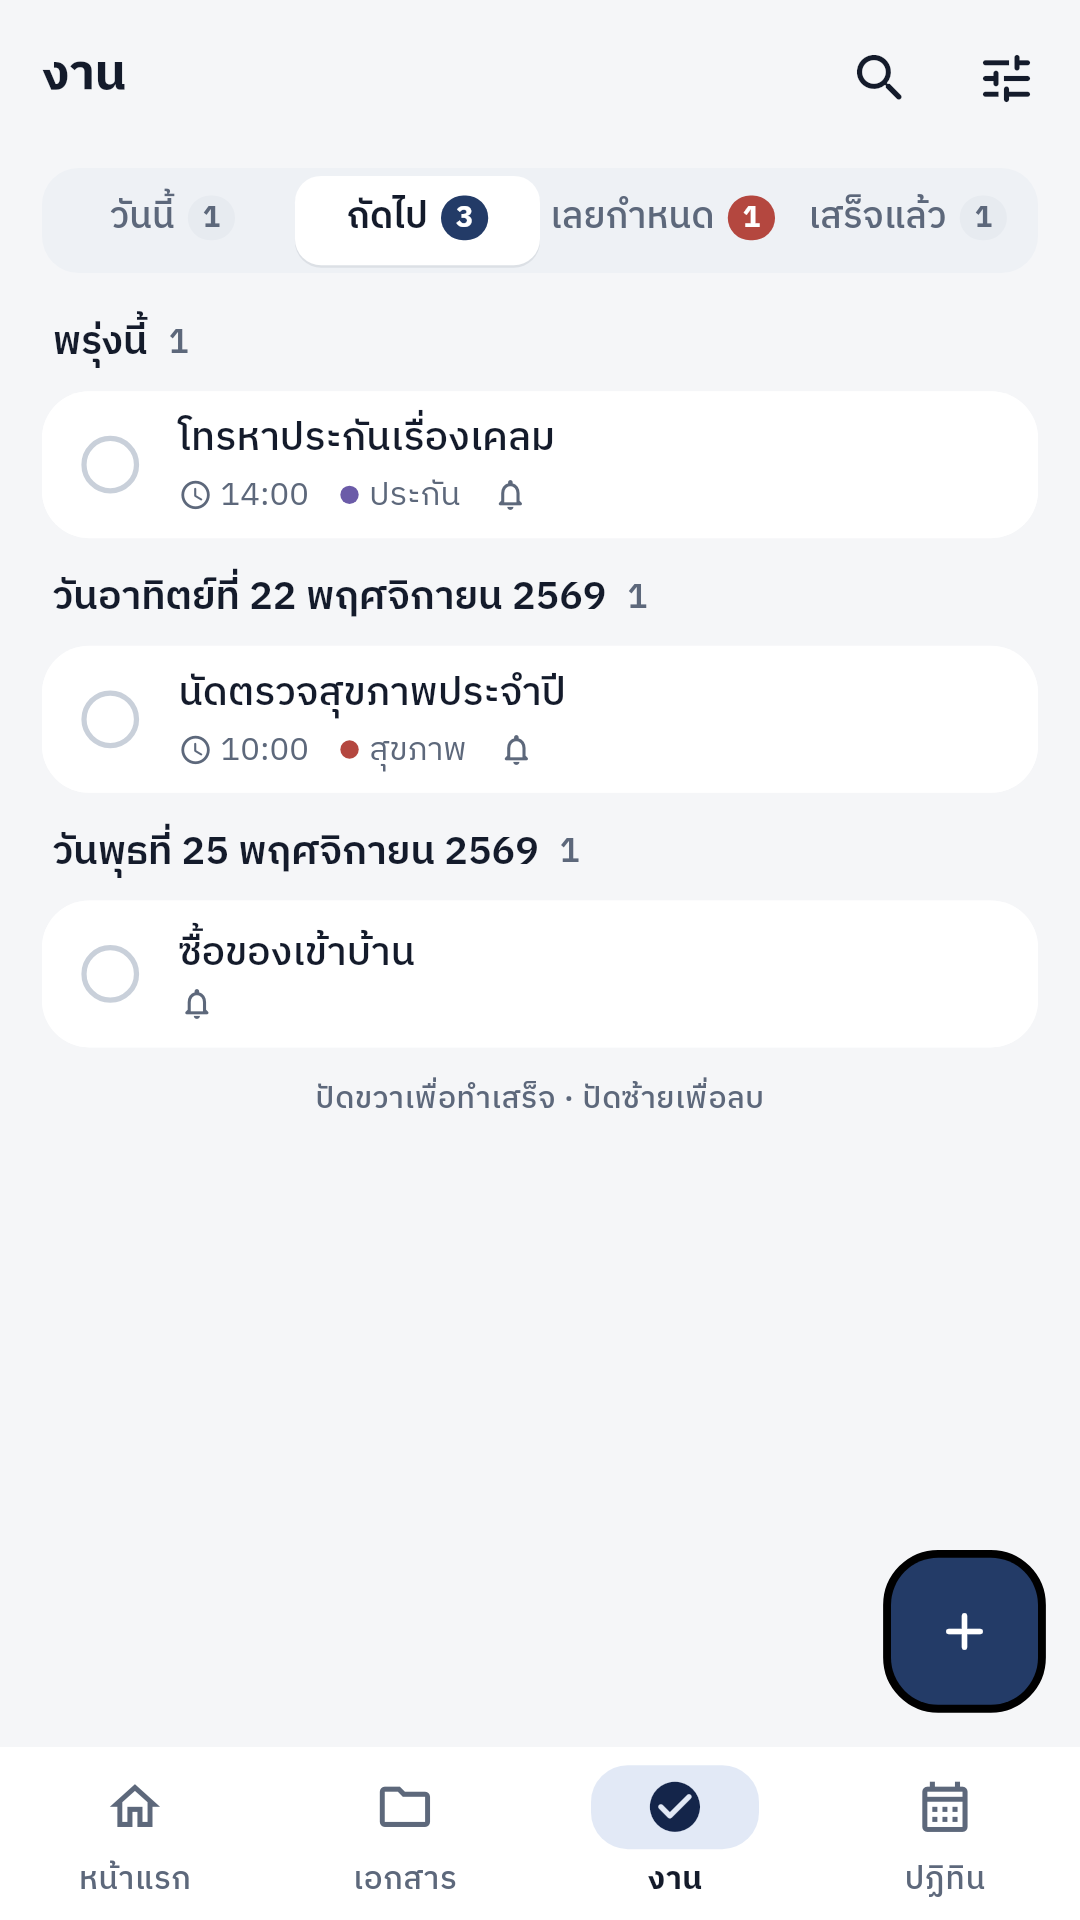 งาน
วันนี้ 1 ถัดไป 3 เลยกำหนด 1 เสร็จแล้ว 1
พรุ่งนี้ 1
โทรหาประกันเรื่องเคลม
14:00 ประกัน
วันอาทิตย์ที่ 22 พฤศจิกายน 2569 1
นัดตรวจสุขภาพประจำปี
10:00 สุขภาพ
วันพุธที่ 25 พฤศจิกายน 2569 1
ซื้อของเข้าบ้าน
ปัดขวาเพื่อทำเสร็จ · ปัดซ้ายเพื่อลบ
หน้าแรก เอกสาร งาน ปฏิทิน